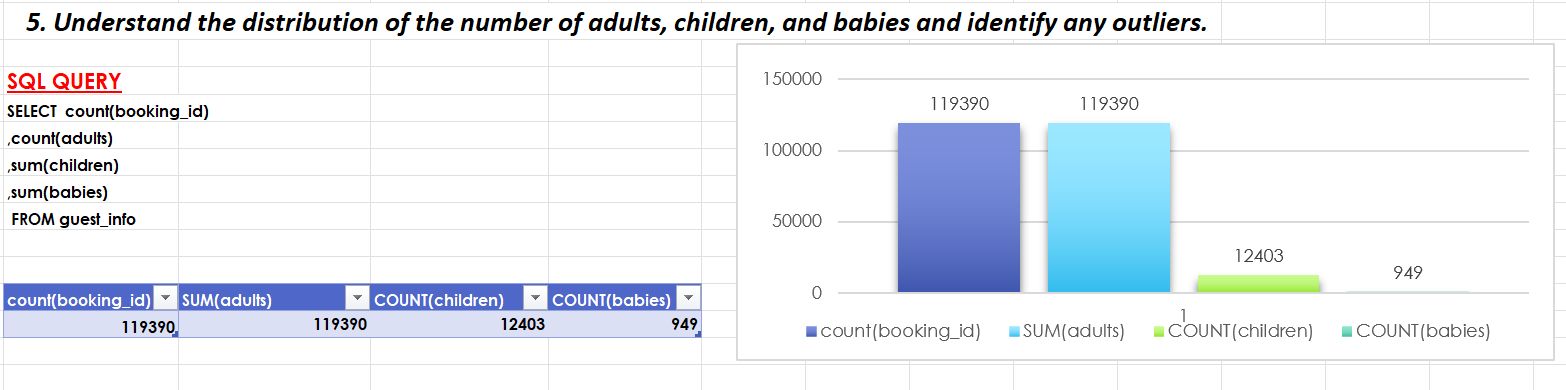 5. Understand the distribution of the number of adults, children, and babies and identify any outliers.
SQL QUERY
SELECT count(booking_id)
,count(adults)
,sum(children)
,sum(babies)
FROM guest_info
count(booking_id) SUM(adults) COUNT(children) COUNT(babies)
119390 119390 12403 949
150000
100000
50000
0
119390 119390 12403 949
1
count(booking_id) SUM(adults) COUNT(children) COUNT(babies)